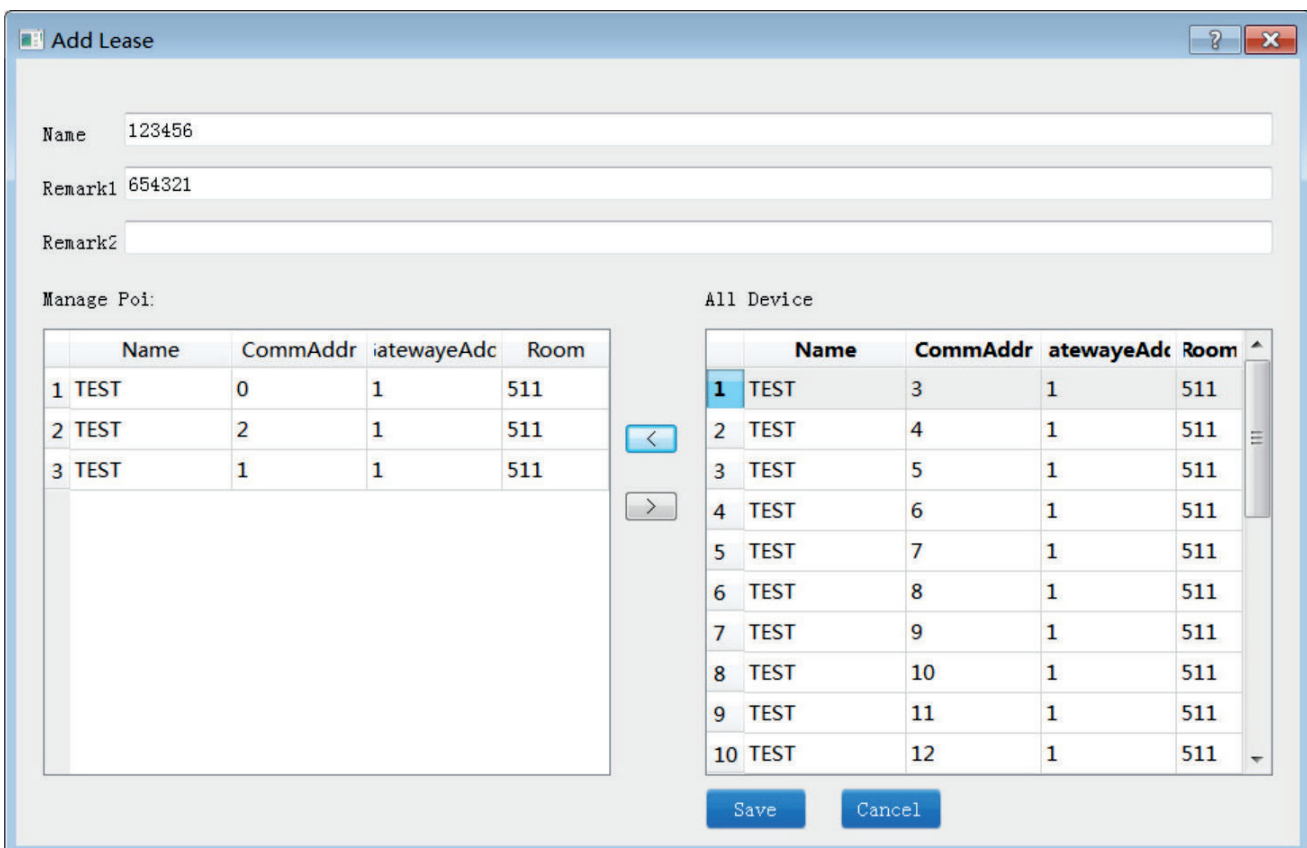 Add Lease
Name 123456
Remark1 654321
Remark2
Manage Poi:
Name CommAddr iatewayeAdc Room
1 TEST 0 1 511
2 TEST 2 1 511
3 TEST 1 1 511
<
>
All Device
Name CommAddr atewayeAdc Room
1 TEST 3 1 511
2 TEST 4 1 511
3 TEST 5 1 511
4 TEST 6 1 511
5 TEST 7 1 511
6 TEST 8 1 511
7 TEST 9 1 511
8 TEST 10 1 511
9 TEST 11 1 511
10 TEST 12 1 511
Save Cancel